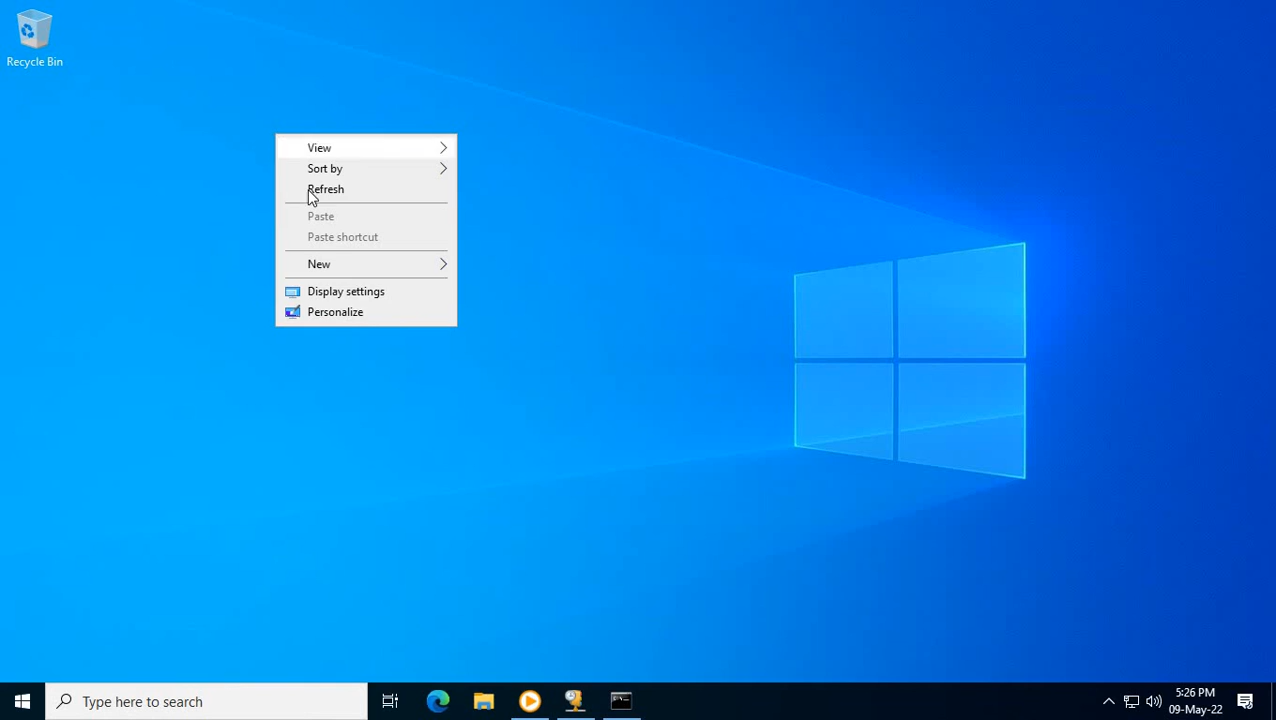 Recycle Bin
View
Sort by
Refresh
Paste
Paste shortcut
New
Display settings
Personalize
Type here to search
5:26 PM
09-May-22